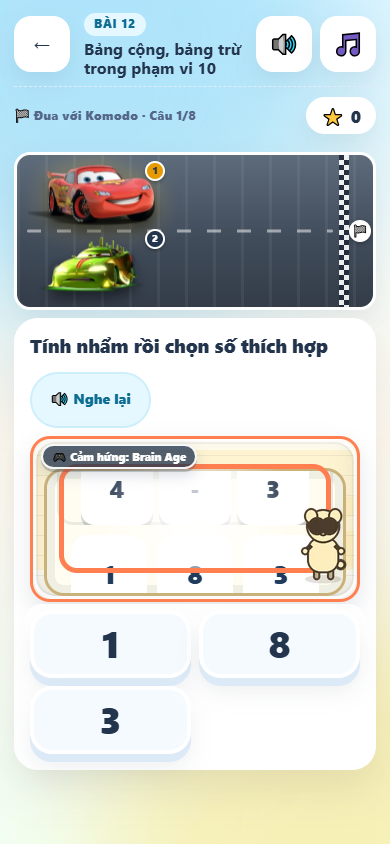 ←
BÀI 12
Bảng cộng, bảng trừ
trong phạm vi 10
Đua với Komodo · Câu 1/8
0
1
2
Tính nhẩm rồi chọn số thích hợp
Nghe lại
Cảm hứng: Brain Age
4 - 3
1 8 3
1 8
3